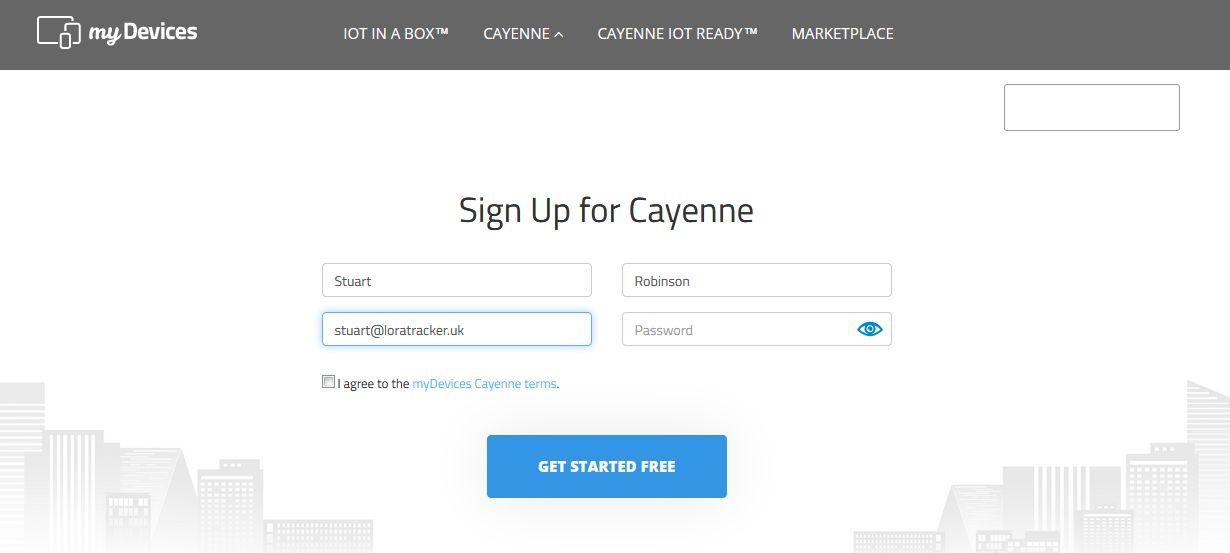 myDevices IOT IN A BOX™ CAYENNE CAYENNE IOT READY™ MARKETPLACE
Sign Up for Cayenne
Stuart Robinson
stuart@loratracker.uk Password
I agree to the myDevices Cayenne terms.
GET STARTED FREE